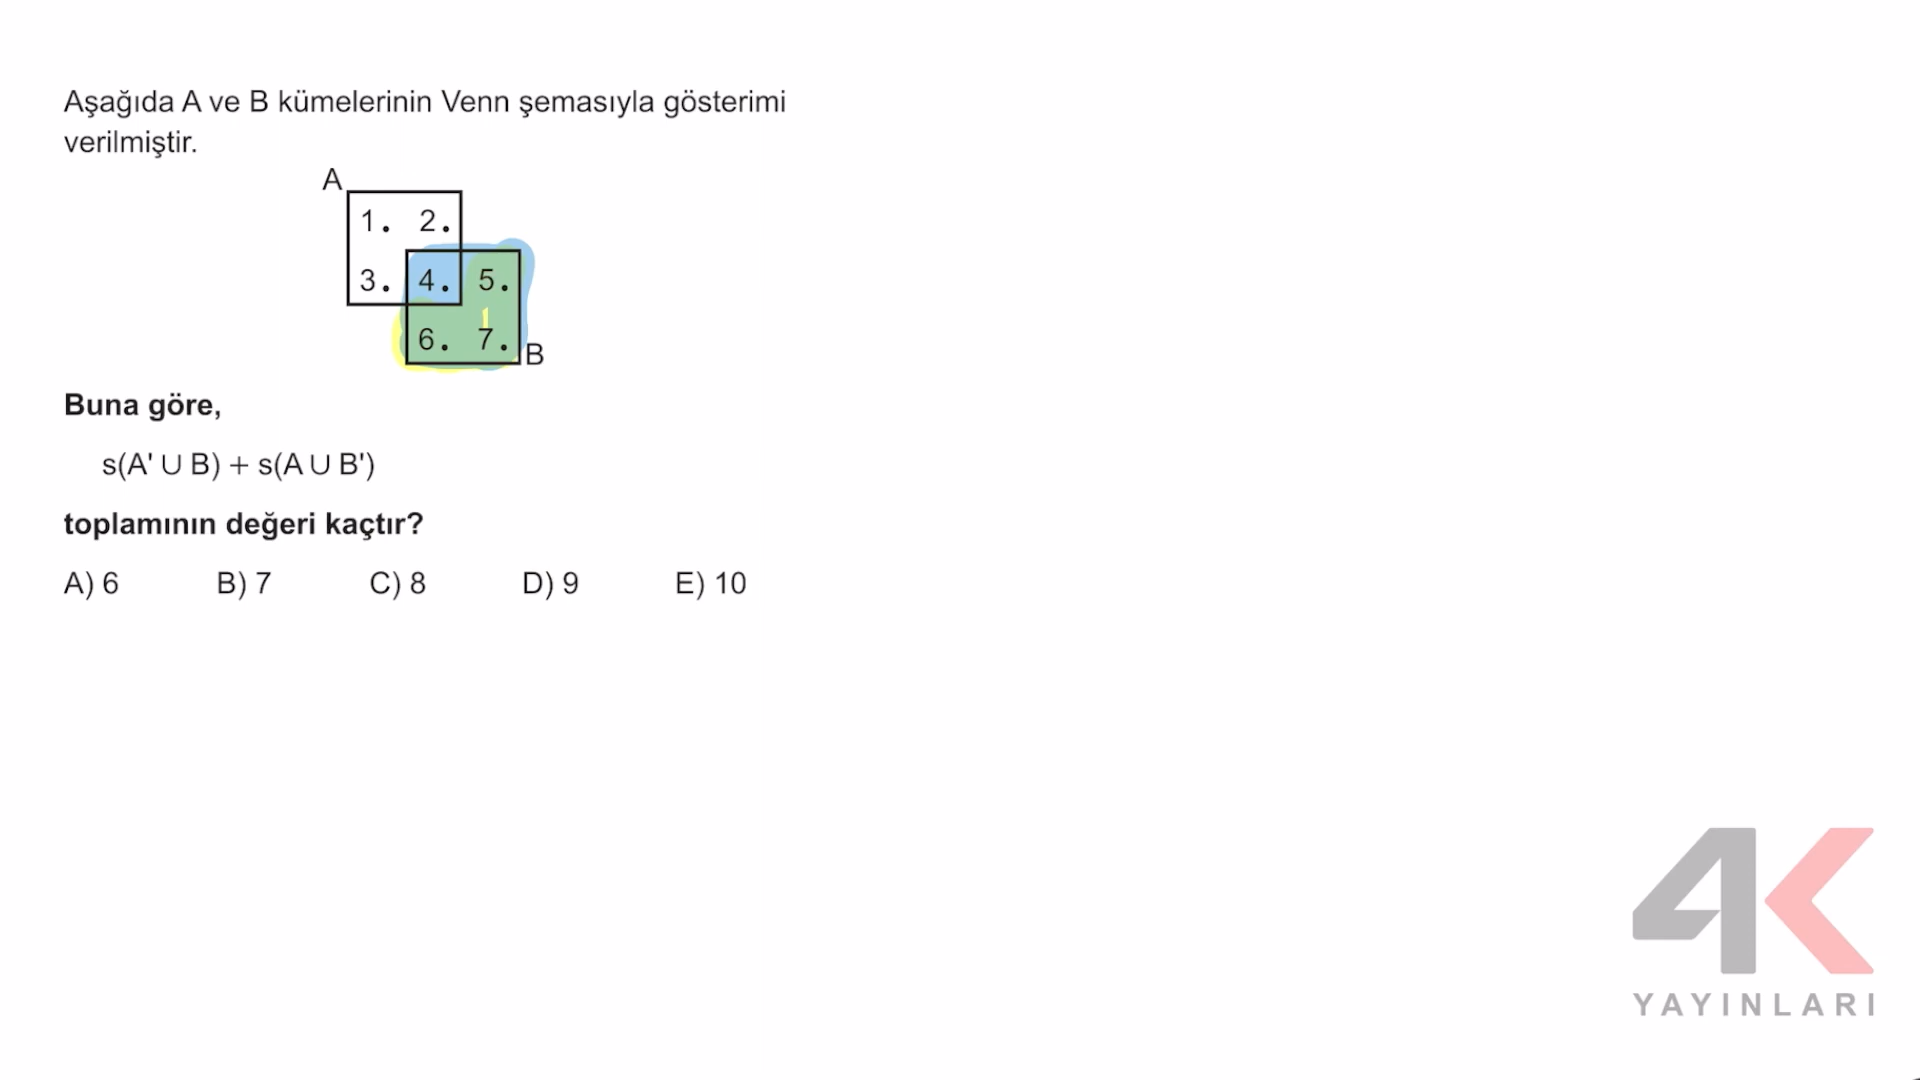 Aşağıda A ve B kümelerinin Venn şemasıyla gösterimi
verilmiştir.
A
1. 2.
3. 4. 5.
6. 7.
B
Buna göre,
s(A' ∪ B) + s(A ∪ B')
toplamının değeri kaçtır?
A) 6 B) 7 C) 8 D) 9 E) 10
4K
YAYINLARI